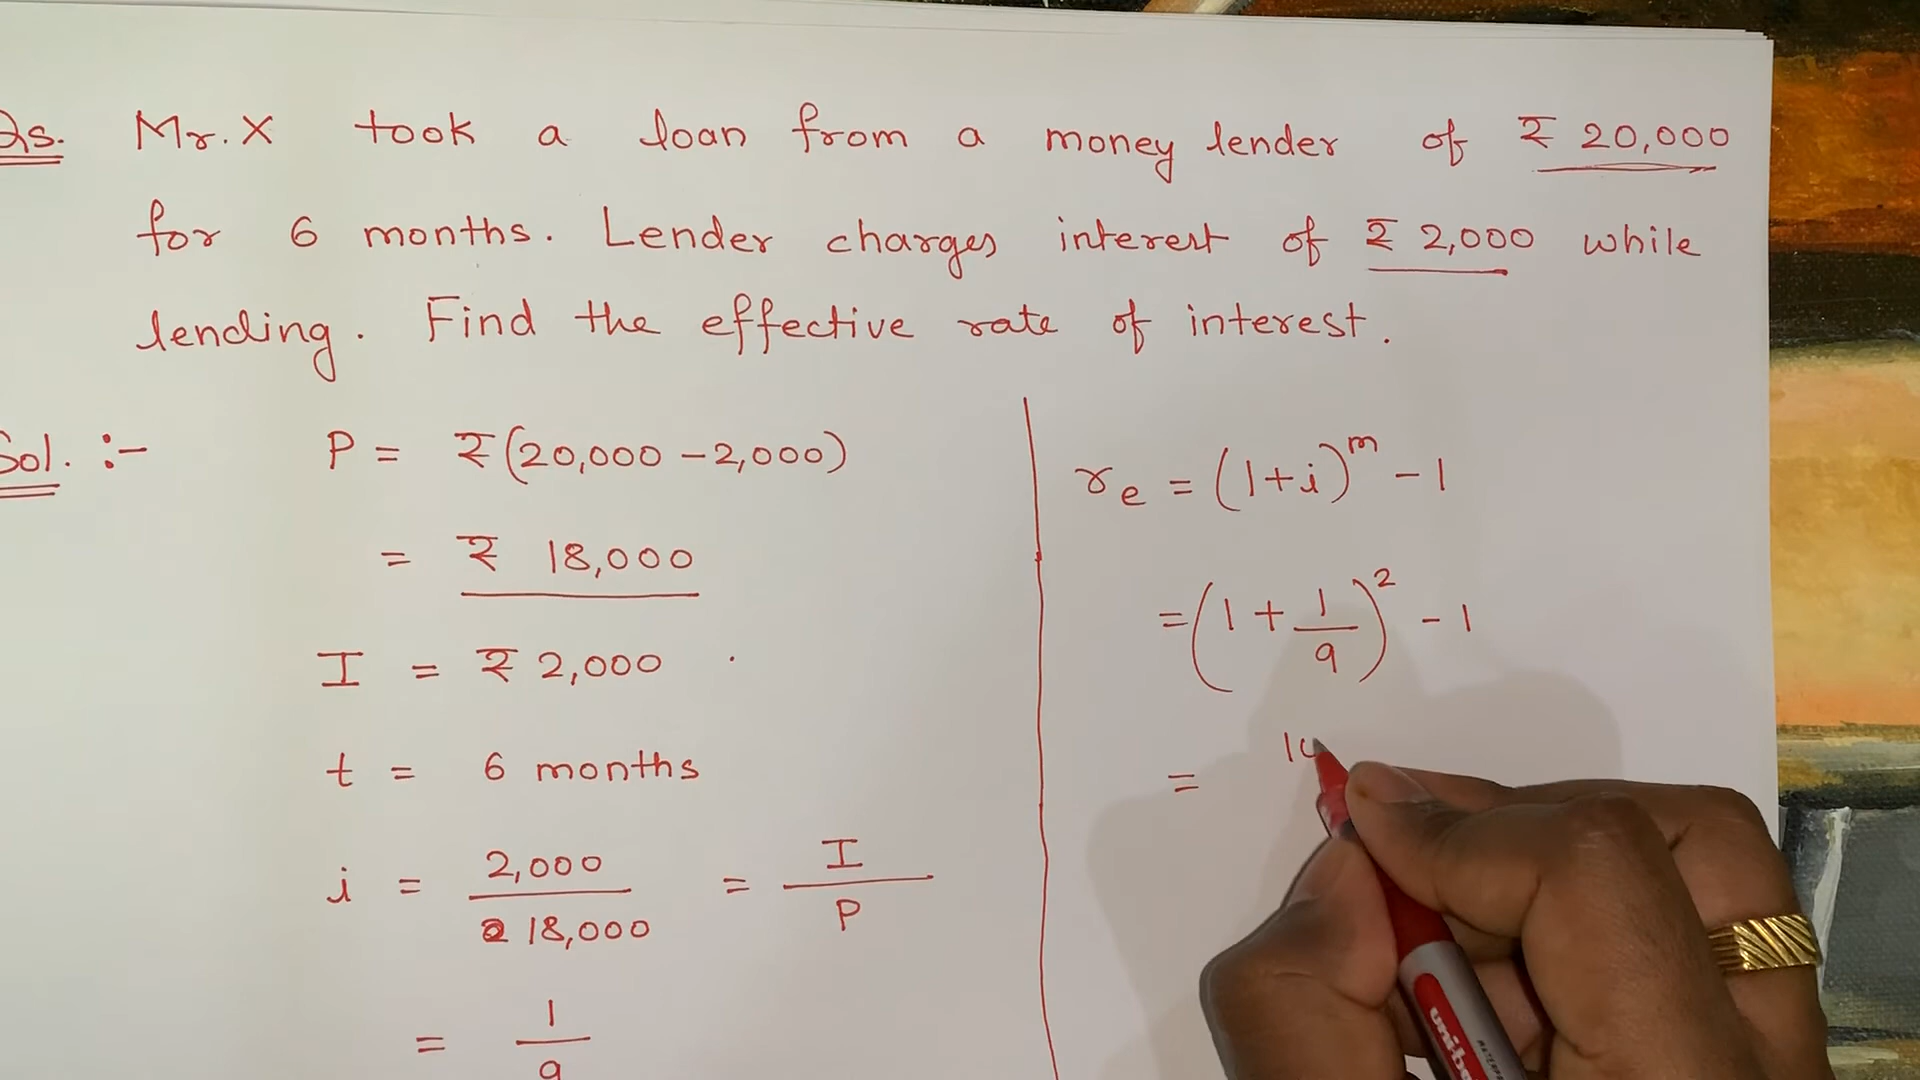 Qs. Mr. X took a loan from a money lender of ₹ 20,000
for 6 months. Lender charges interest of ₹ 2,000 while
lending. Find the effective rate of interest.
Sol. :-
P = ₹(20,000 - 2,000)
= ₹ 18,000
I = ₹ 2,000
t = 6 months
i = 2,000 / 18,000 = I / P
= 1 / 9
rₑ = (1+i)^m - 1
= (1 + 1/9)^2 - 1
= 10